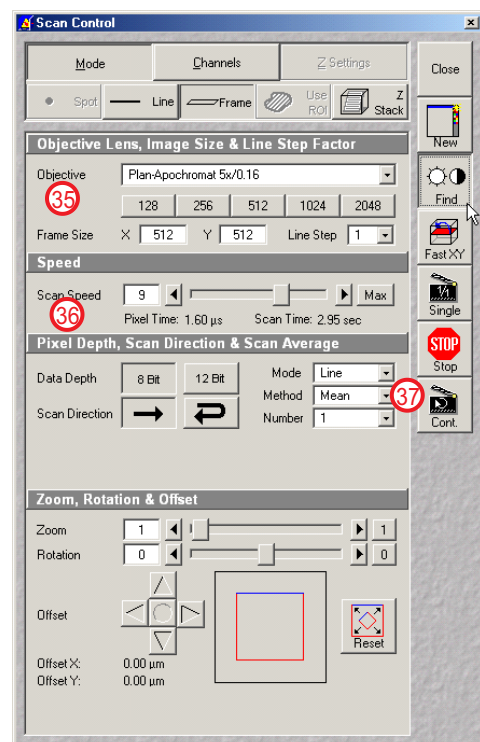 Scan Control
Mode Channels Z Settings Close
Spot Line Frame Use ROI Z Stack
New
Objective Lens, Image Size & Line Step Factor
Objective Plan-Apochromat 5x/0.16
35
128 256 512 1024 2048
Find
Frame Size X 512 Y 512 Line Step 1
Fast XY
Speed
Scan Speed 9 Max
36
Pixel Time: 1.60 µs Scan Time: 2.95 sec
1/1
Single
Pixel Depth, Scan Direction & Scan Average
STOP
Stop
Data Depth 8 Bit 12 Bit Mode Line
Method Mean
37
Scan Direction Number 1
Cont.
Zoom, Rotation & Offset
Zoom 1 1
Rotation 0 0
Offset
Reset
Offset X: 0.00 µm
Offset Y: 0.00 µm